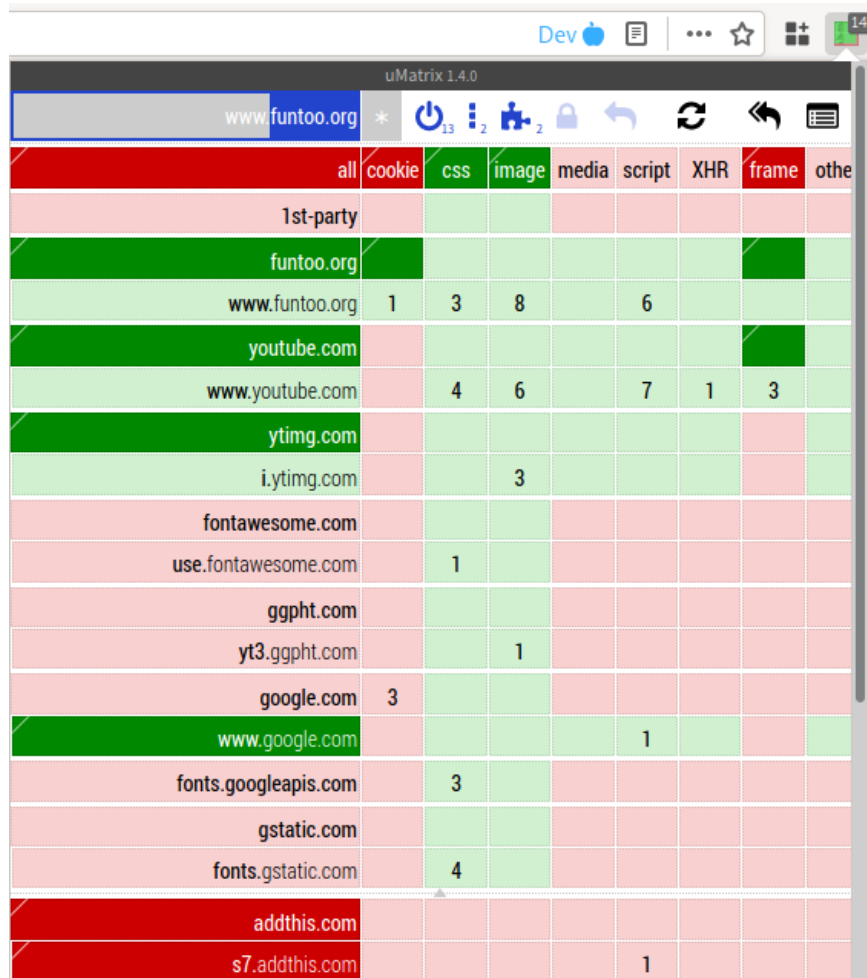 Dev
14
uMatrix 1.4.0
www.funtoo.org * 13 2 2
all cookie css image media script XHR frame othe
1st-party
funtoo.org
www.funtoo.org 1 3 8 6
youtube.com
www.youtube.com 4 6 7 1 3
ytimg.com
i.ytimg.com 3
fontawesome.com
use.fontawesome.com 1
ggpht.com
yt3.ggpht.com 1
google.com 3
www.google.com 1
fonts.googleapis.com 3
gstatic.com
fonts.gstatic.com 4
addthis.com
s7.addthis.com 1